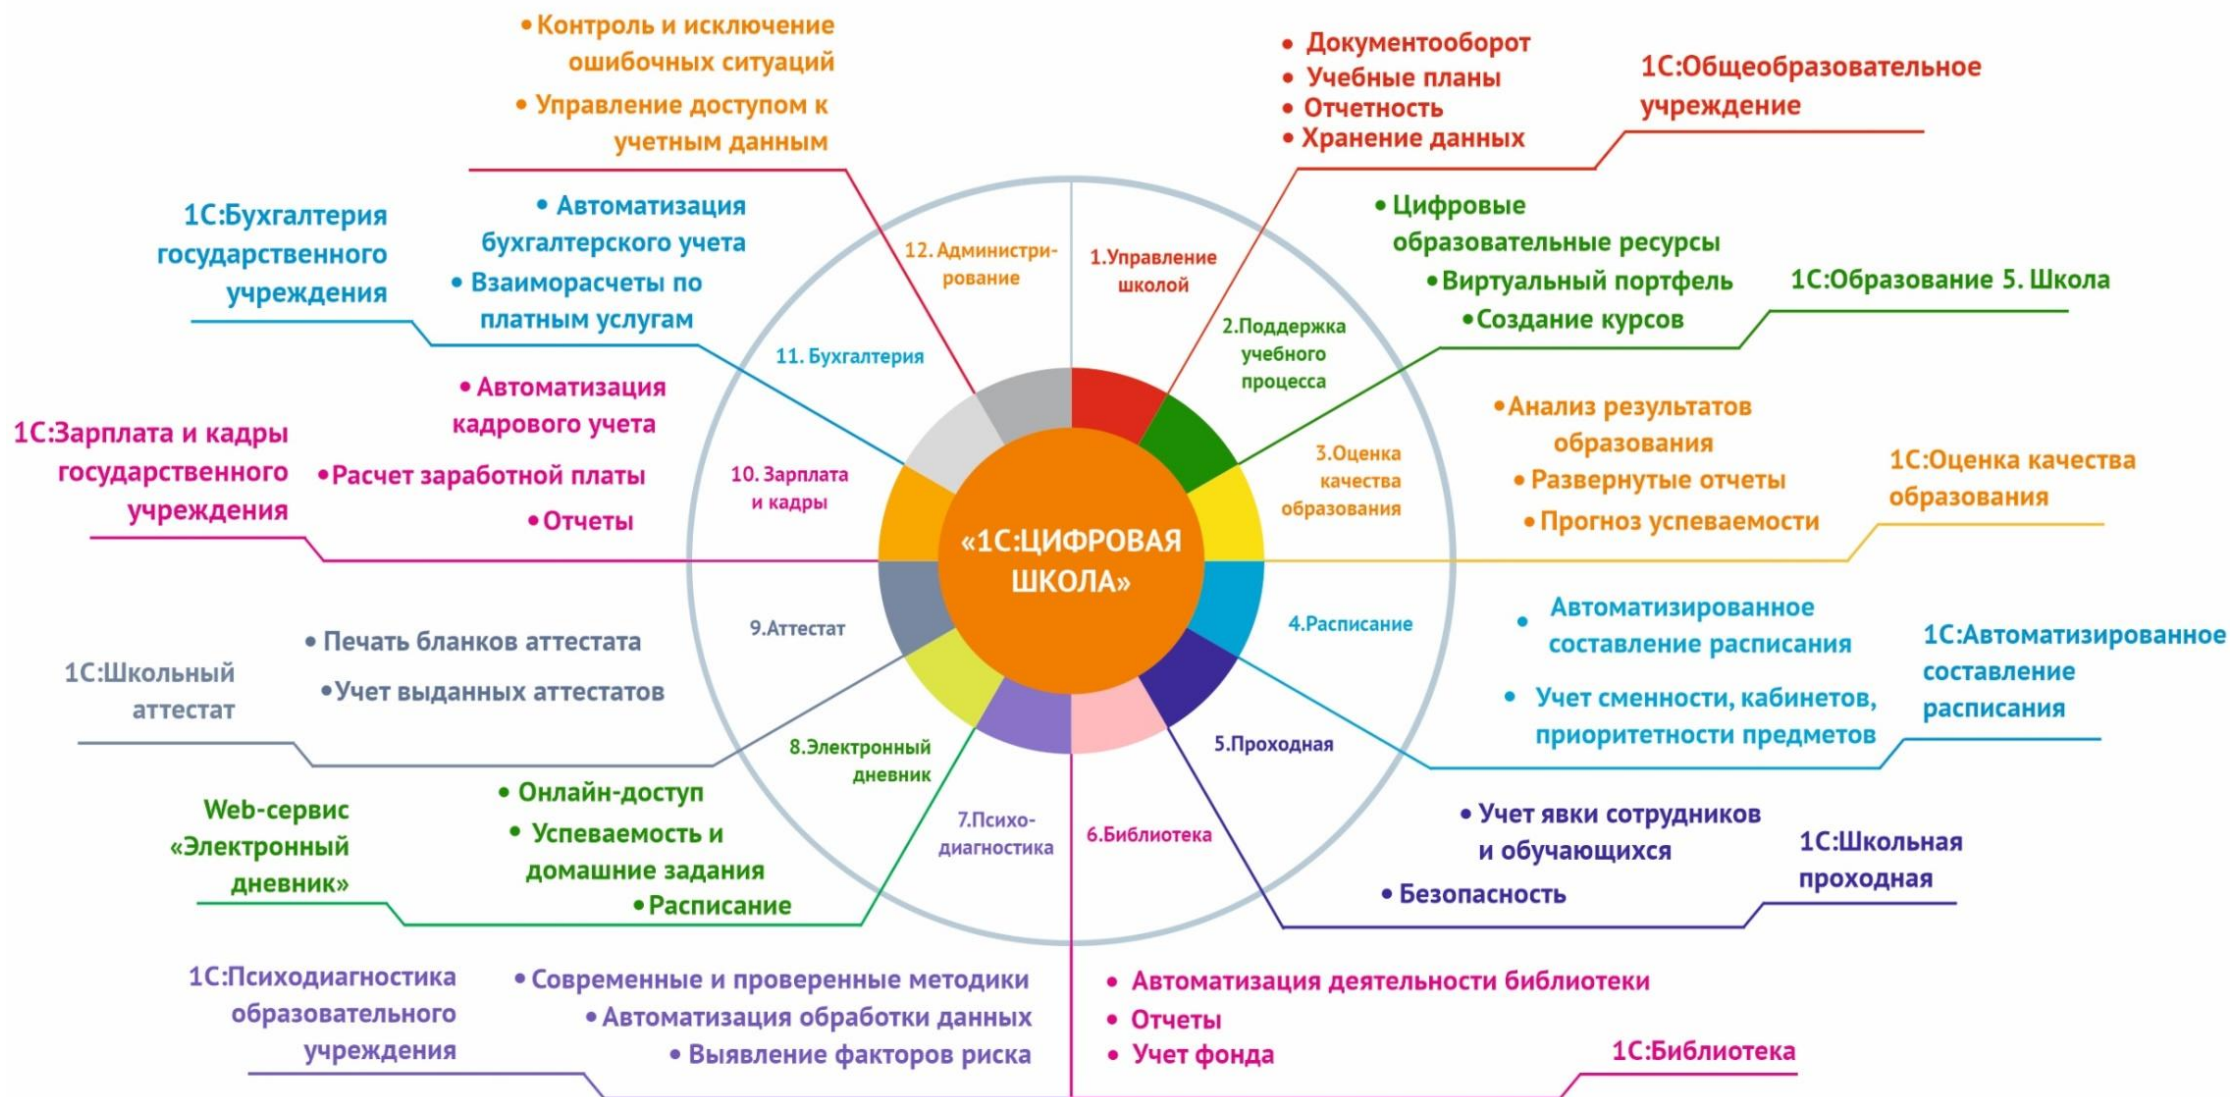 • Контроль и исключение
ошибочных ситуаций
• Управление доступом к
учетным данным
12. Администри-
рование
• Документооборот
• Учебные планы
• Отчетность
• Хранение данных
1С:Общеобразовательное
учреждение
1.Управление
школой
• Цифровые
образовательные ресурсы
• Виртуальный портфель
• Создание курсов
1С:Образование 5. Школа
2.Поддержка
учебного
процесса
• Анализ результатов
образования
• Развернутые отчеты
• Прогноз успеваемости
1С:Оценка качества
образования
3.Оценка
качества
образования
• Автоматизированное
составление расписания
• Учет сменности, кабинетов,
приоритетности предметов
1С:Автоматизированное
составление
расписания
4.Расписание
• Учет явки сотрудников
и обучающихся
• Безопасность
1С:Школьная
проходная
5.Проходная
• Автоматизация деятельности библиотеки
• Отчеты
• Учет фонда
1С:Библиотека
6.Библиотека
1С:Психодиагностика
образовательного
учреждения
• Современные и проверенные методики
• Автоматизация обработки данных
• Выявление факторов риска
7.Психо-
диагностика
Web-сервис
«Электронный
дневник»
• Онлайн-доступ
• Успеваемость и
домашние задания
• Расписание
8.Электронный
дневник
1С:Школьный
аттестат
• Печать бланков аттестата
• Учет выданных аттестатов
9.Аттестат
1С:Зарплата и кадры
государственного
учреждения
• Автоматизация
кадрового учета
• Расчет заработной платы
• Отчеты
10. Зарплата
и кадры
1С:Бухгалтерия
государственного
учреждения
• Автоматизация
бухгалтерского учета
• Взаиморасчеты по
платным услугам
11. Бухгалтерия
«1С:ЦИФРОВАЯ
ШКОЛА»